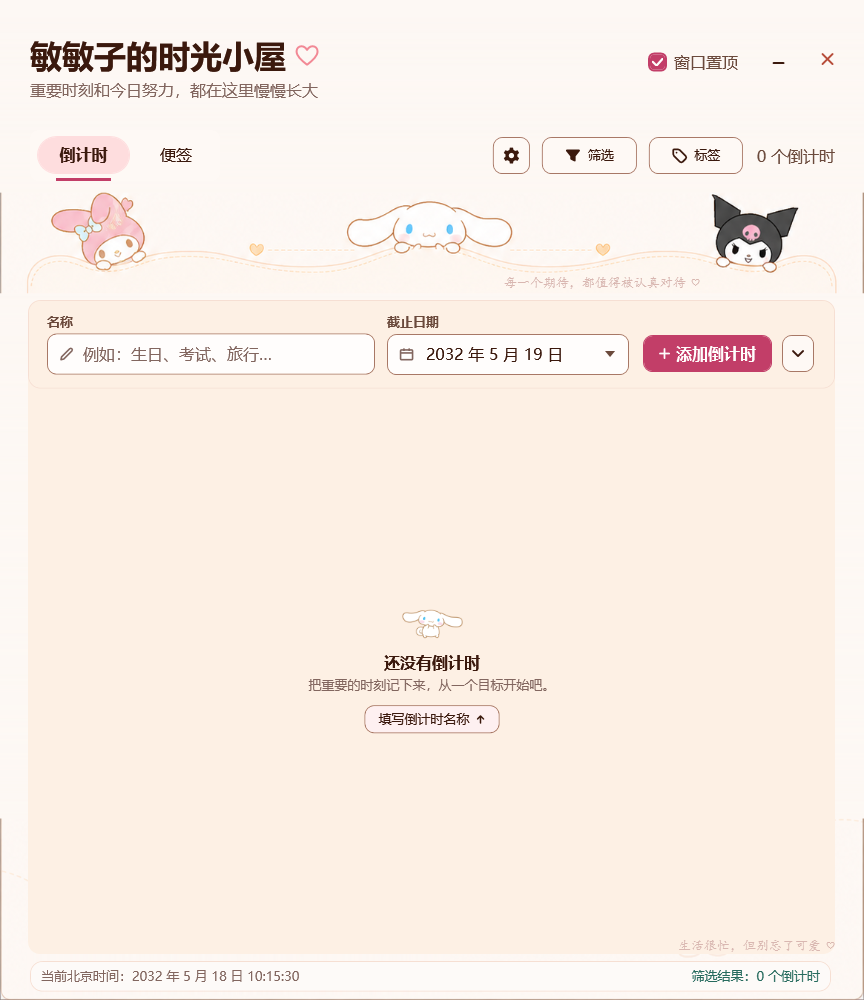 敏敏子的时光小屋
窗口置顶
重要时刻和今日努力，都在这里慢慢长大
倒计时 便签 筛选 标签 0 个倒计时
每一个期待，都值得被认真对待
名称 截止日期
例如：生日、考试、旅行... 2032 年 5 月 19 日 + 添加倒计时
还没有倒计时
把重要的时刻记下来，从一个目标开始吧。
填写倒计时名称 ↑
生活很忙，但别忘了可爱
当前北京时间：2032 年 5 月 18 日 10:15:30 筛选结果：0 个倒计时